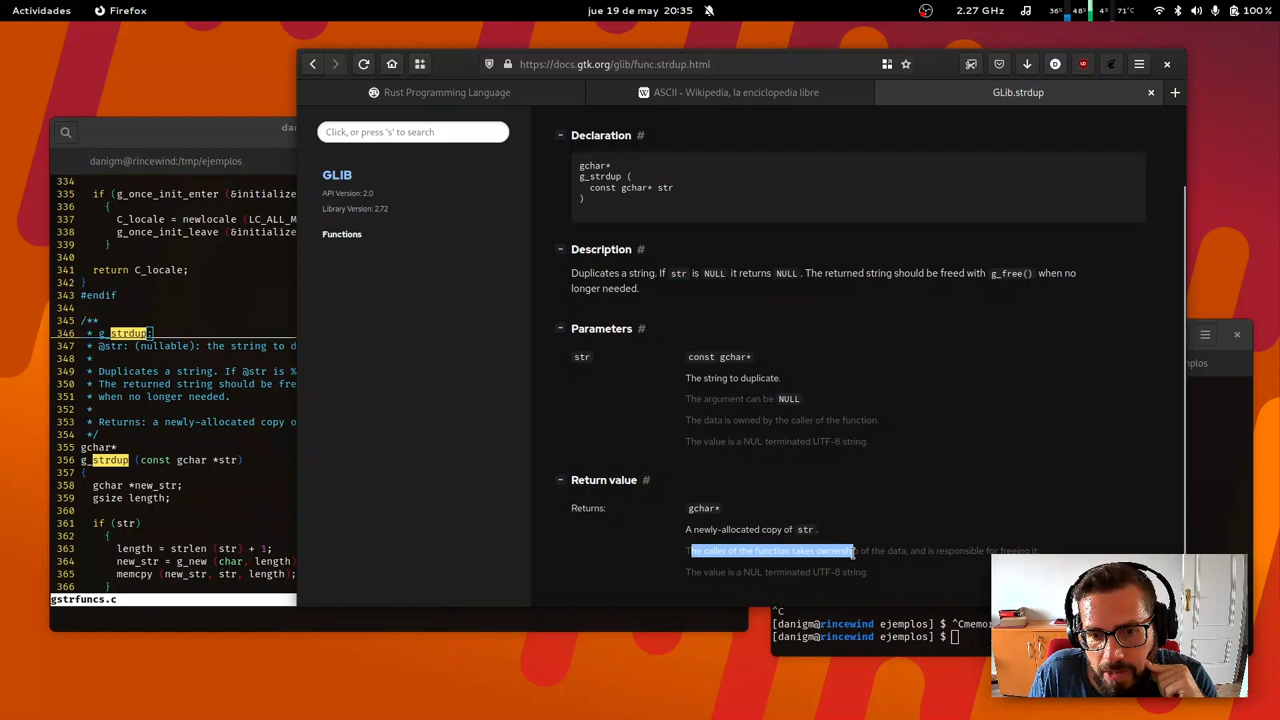 Actividades
Firefox
jue 19 de may 20:35
2.27 GHz
36%
48%
4%
71°C
100 %
https://docs.gtk.org/glib/func.strdup.html
Rust Programming Language
ASCII - Wikipedia, la enciclopedia libre
GLib.strdup
danigm@rincewind:/tmp/ejemplos
334
335 if (g_once_init_enter (&initialize
336 {
337 C_locale = newlocale (LC_ALL_M
338 g_once_init_leave (&initialize
339 }
340
341 return C_locale;
342 }
343 #endif
344
345 /**
346 * g_strdup:
347 * @str: (nullable): the string to d
348 *
349 * Duplicates a string. If @str is %
350 * The returned string should be fre
351 * when no longer needed.
352 *
353 * Returns: a newly-allocated copy o
354 */
355 gchar*
356 g_strdup (const gchar *str)
357 {
358 gchar *new_str;
359 gsize length;
360
361 if (str)
362 {
363 length = strlen (str) + 1;
364 new_str = g_new (char, length)
365 memcpy (new_str, str, length);
366 }
gstrfuncs.c
Click, or press 's' to search
GLIB
API Version: 2.0
Library Version: 2.72
Functions
− Declaration #
gchar*
g_strdup (
const gchar* str
)
− Description #
Duplicates a string. If str is NULL it returns NULL. The returned string should be freed with g_free() when no
longer needed.
− Parameters #
str const gchar*
The string to duplicate.
The argument can be NULL.
The data is owned by the caller of the function.
The value is a NUL terminated UTF-8 string.
− Return value #
Returns: gchar*
A newly-allocated copy of str.
The caller of the function takes ownership of the data, and is responsible for freeing it.
The value is a NUL terminated UTF-8 string.
plos
^C
[danigm@rincewind ejemplos] $ ^Cmemor
[danigm@rincewind ejemplos] $